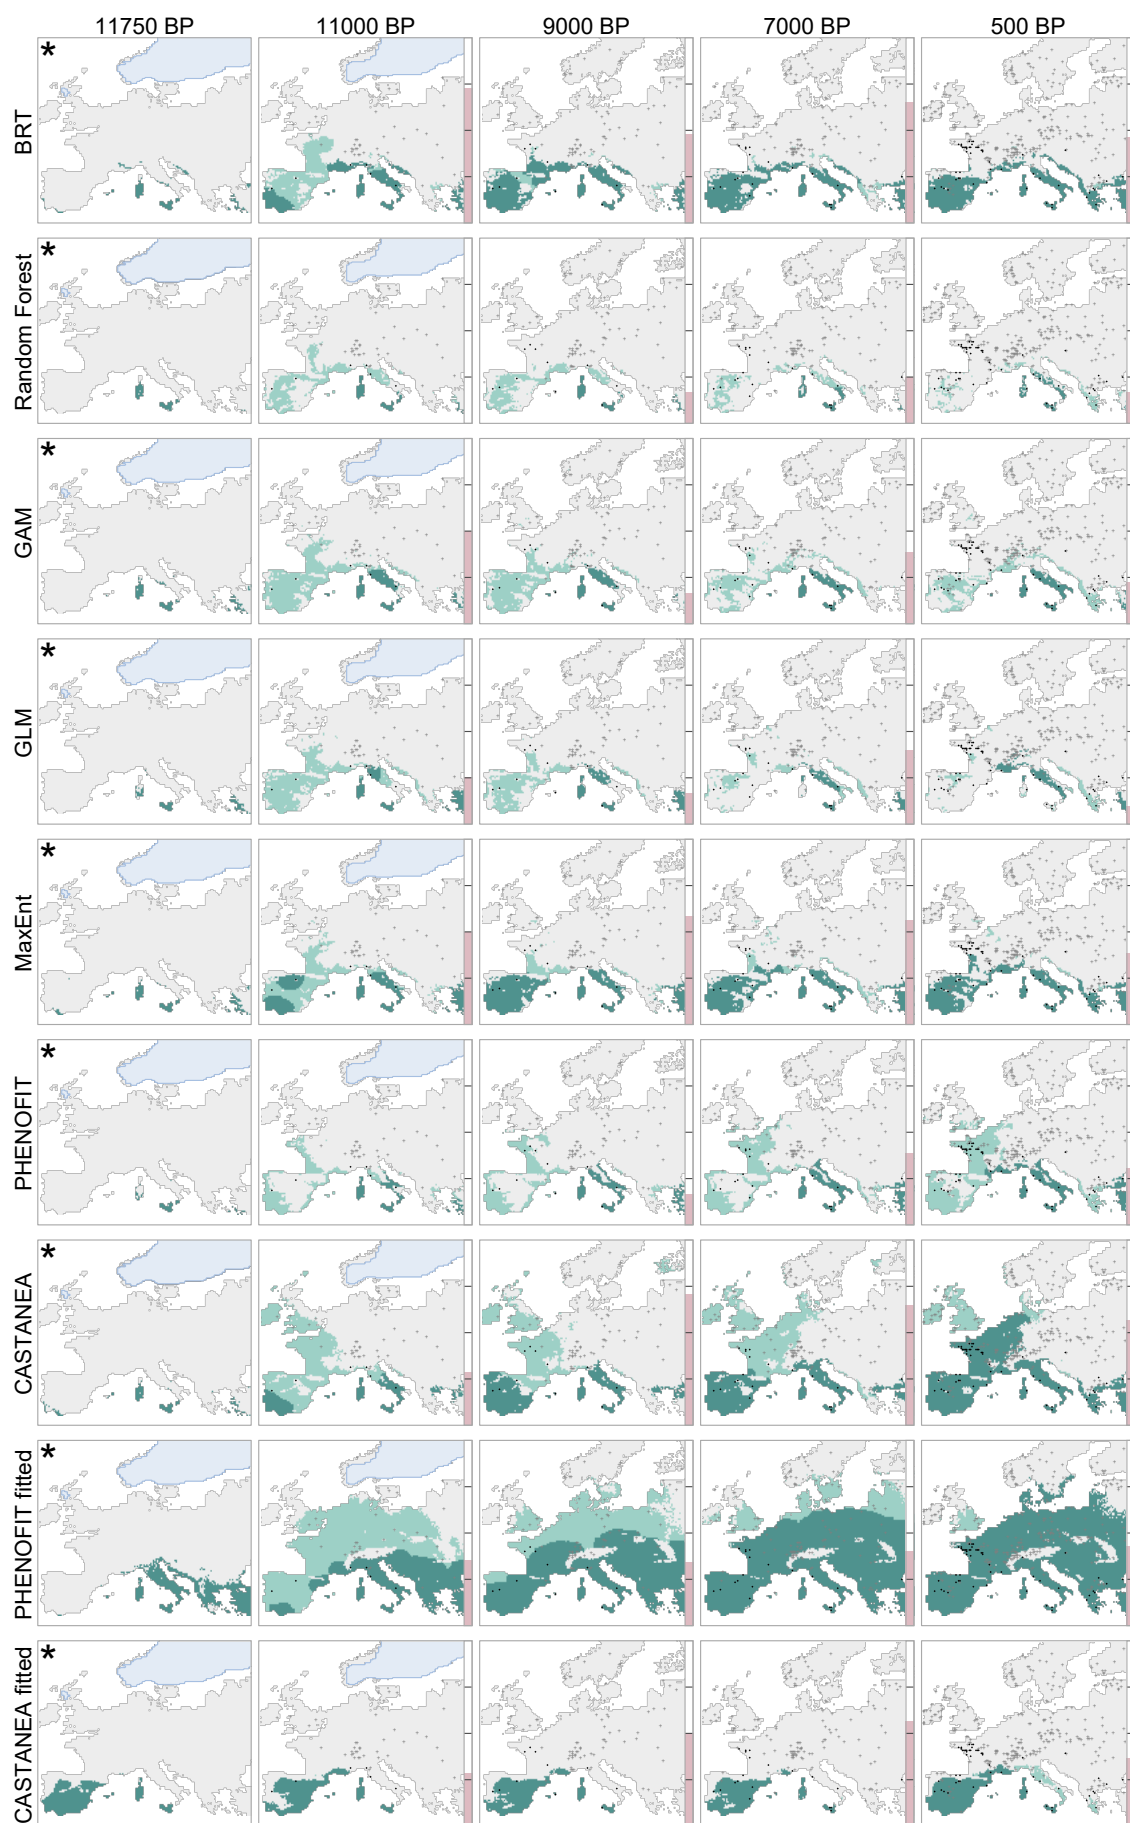 11750 BP 11000 BP 9000 BP 7000 BP 500 BP
* BRT
* Random Forest
* GAM
* GLM
* MaxEnt
* PHENOFIT
* CASTANEA
* PHENOFIT fitted
* CASTANEA fitted